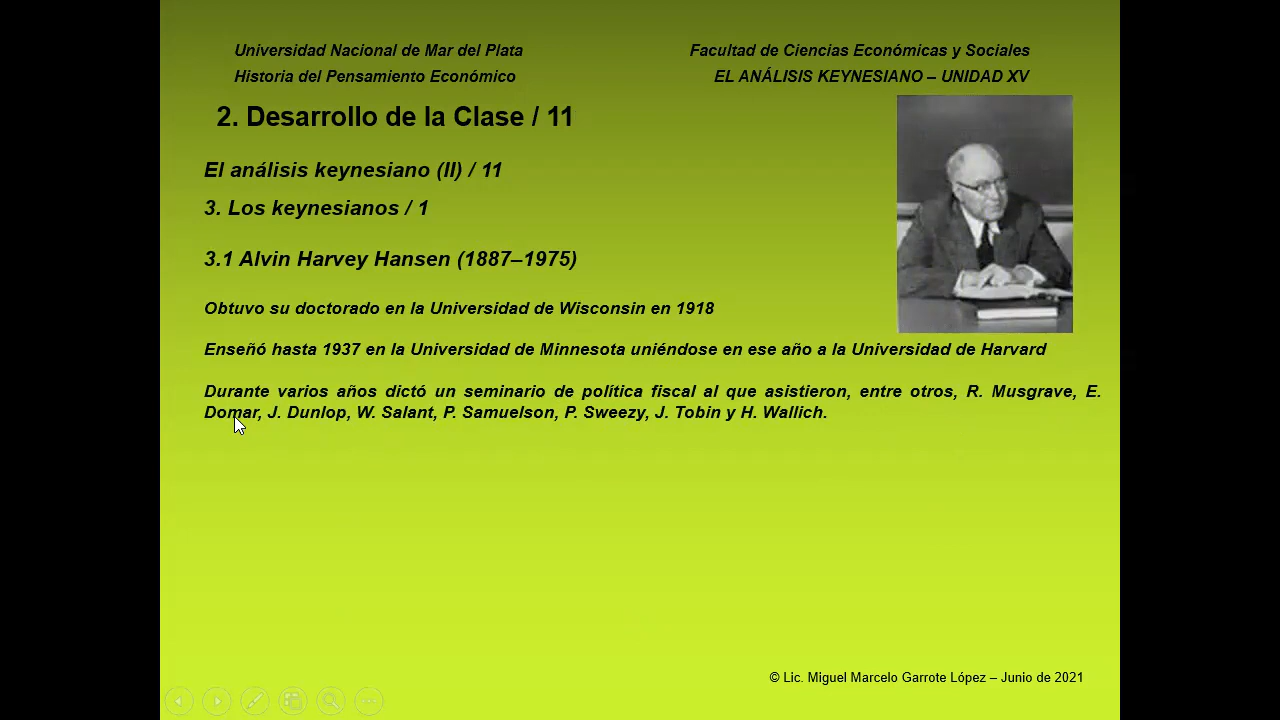 Universidad Nacional de Mar del Plata
Facultad de Ciencias Económicas y Sociales
Historia del Pensamiento Económico
EL ANÁLISIS KEYNESIANO – UNIDAD XV
2. Desarrollo de la Clase / 11
El análisis keynesiano (II) / 11
3. Los keynesianos / 1
3.1 Alvin Harvey Hansen (1887–1975)
Obtuvo su doctorado en la Universidad de Wisconsin en 1918
Enseñó hasta 1937 en la Universidad de Minnesota uniéndose en ese año a la Universidad de Harvard
Durante varios años dictó un seminario de política fiscal al que asistieron, entre otros, R. Musgrave, E.
Domar, J. Dunlop, W. Salant, P. Samuelson, P. Sweezy, J. Tobin y H. Wallich.
© Lic. Miguel Marcelo Garrote López – Junio de 2021